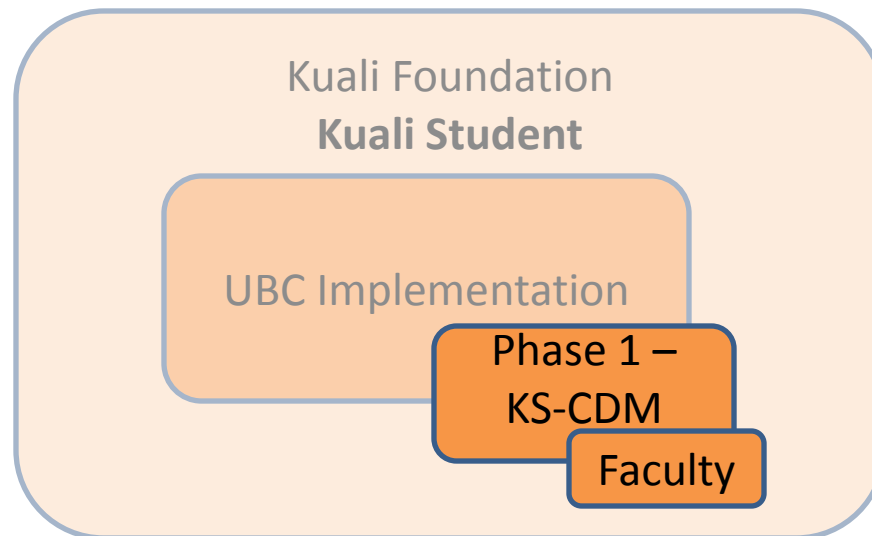 Kuali Foundation
Kuali Student
UBC Implementation
Phase 1 –
KS-CDM
Faculty